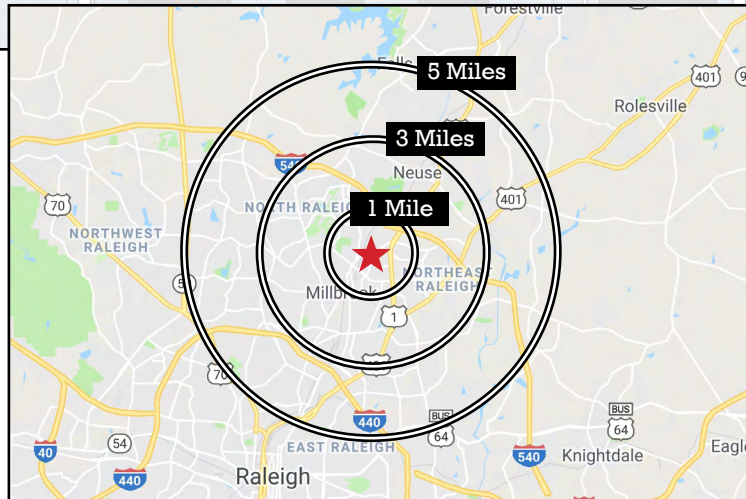 Forestville
Falls
5 Miles
401
Rolesville
3 Miles
Neuse
70
NORTH RALEIGH
1 Mile
401
NORTHWEST
RALEIGH
NORTHEAST
RALEIGH
Millbrook
1
70
440
BUS
64
BUS
64
EAST RALEIGH
40
54
440
540
Knightdale
Raleigh
Eagle